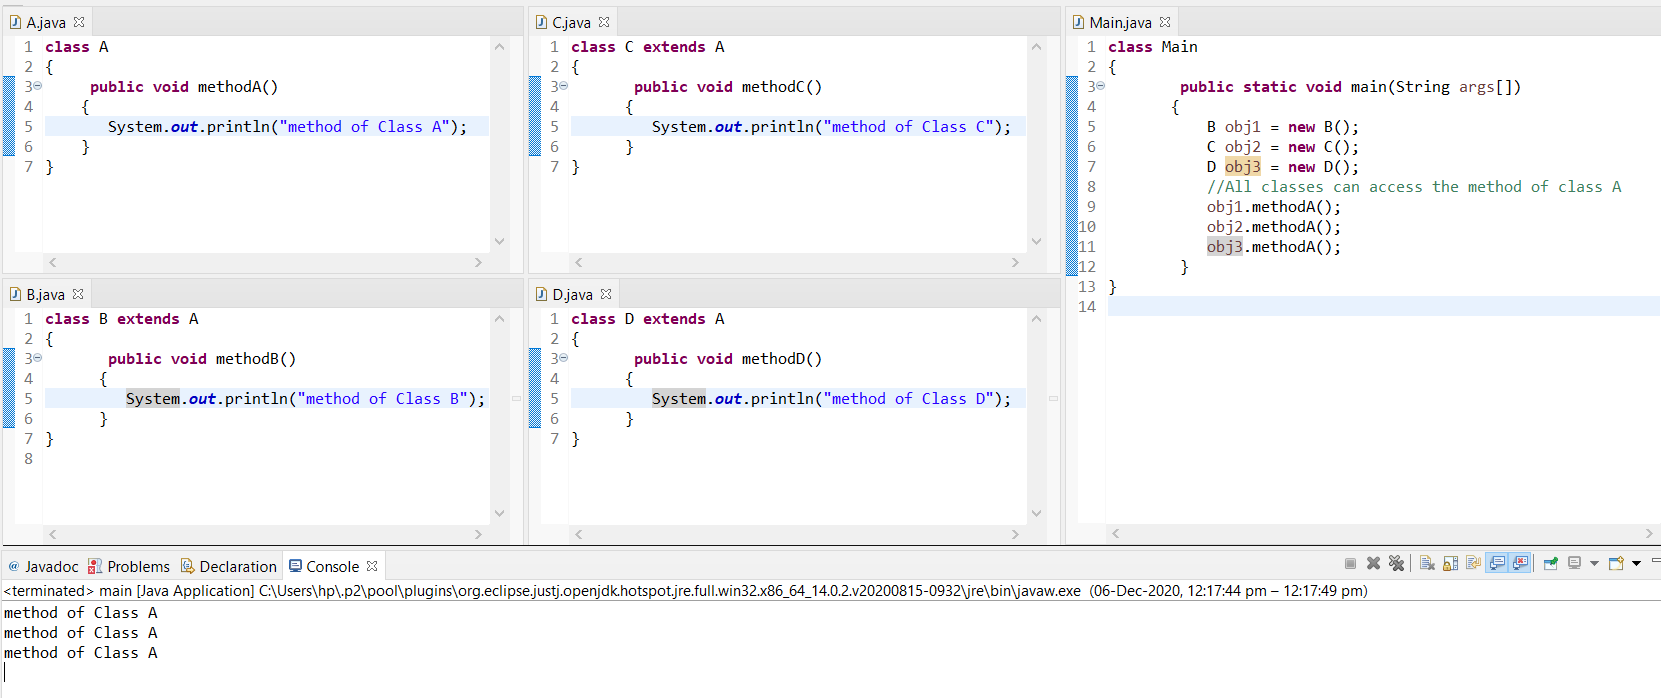 A.java
1 class A
2 {
3 public void methodA()
4 {
5 System.out.println("method of Class A");
6 }
7 }
C.java
1 class C extends A
2 {
3 public void methodC()
4 {
5 System.out.println("method of Class C");
6 }
7 }
Main.java
1 class Main
2 {
3 public static void main(String args[])
4 {
5 B obj1 = new B();
6 C obj2 = new C();
7 D obj3 = new D();
8 //All classes can access the method of class A
9 obj1.methodA();
10 obj2.methodA();
11 obj3.methodA();
12 }
13 }
14
B.java
1 class B extends A
2 {
3 public void methodB()
4 {
5 System.out.println("method of Class B");
6 }
7 }
8
D.java
1 class D extends A
2 {
3 public void methodD()
4 {
5 System.out.println("method of Class D");
6 }
7 }
@ Javadoc Problems Declaration Console
<terminated> main [Java Application] C:\Users\hp\.p2\pool\plugins\org.eclipse.justj.openjdk.hotspot.jre.full.win32.x86_64_14.0.2.v20200815-0932\jre\bin\javaw.exe (06-Dec-2020, 12:17:44 pm – 12:17:49 pm)
method of Class A
method of Class A
method of Class A